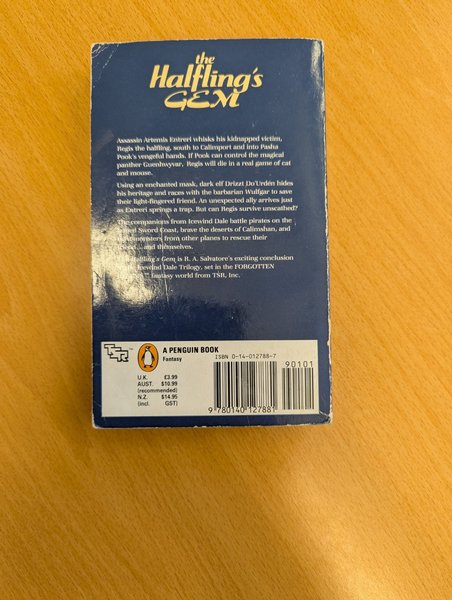 the
Halfling's
GEM
Assassin Artemis Entreri whisks his kidnapped victim,
Regis the halfling, south to Calimport and into Pasha
Pook's vengeful hands. If Pook can control the magical
panther Guenhwyvar, Regis will die in a real game of cat
and mouse.
Using an enchanted mask, dark elf Drizzt Do'Urden hides
his heritage and races with the barbarian Wulfgar to save
their light-fingered friend. An unexpected ally arrives just
as Entreri springs a trap. But can Regis survive unscathed?
The companions from Icewind Dale battle pirates on the
Sword Coast, brave the deserts of Calimshan, and
monsters from other planes to rescue their
... and themselves.
Halfling's Gem is R. A. Salvatore's exciting conclusion
Icewind Dale Trilogy, set in the FORGOTTEN
fantasy world from TSR, Inc.
TSR
A PENGUIN BOOK
Fantasy
U.K. £3.99
AUST. $10.99
(recommended)
N.Z. $14.95
(incl. GST)
ISBN 0-14-012788-7
90101
9 780140 127881